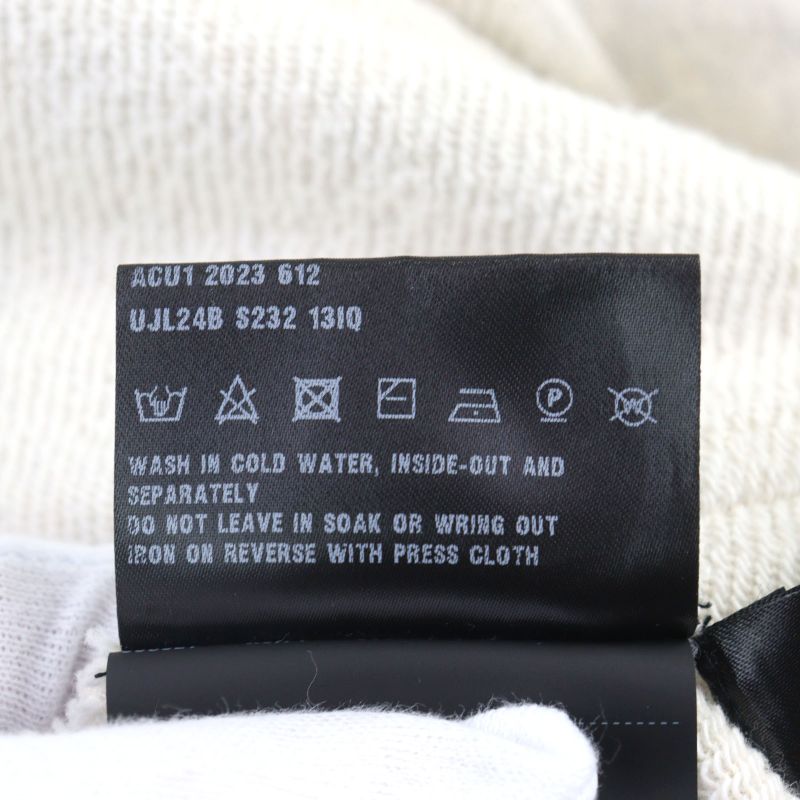 ACU1 2023 612
UJL24B S232 13IQ
P
W
WASH IN COLD WATER, INSIDE-OUT AND
SEPARATELY
DO NOT LEAVE IN SOAK OR WRING OUT
IRON ON REVERSE WITH PRESS CLOTH